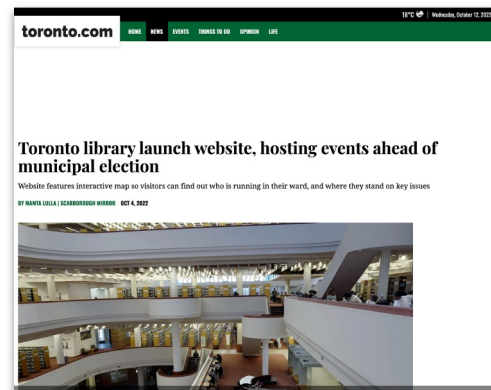 18°C | Wednesday, October 12, 2022
toronto.com
HOME NEWS EVENTS THINGS TO DO OPINION LIFE
Toronto library launch website, hosting events ahead of
municipal election
Website features interactive map so visitors can find out who is running in their ward, and where they stand on key issues
BY MANTA LULLA | SCARBOROUGH MIRROR OCT 4, 2022